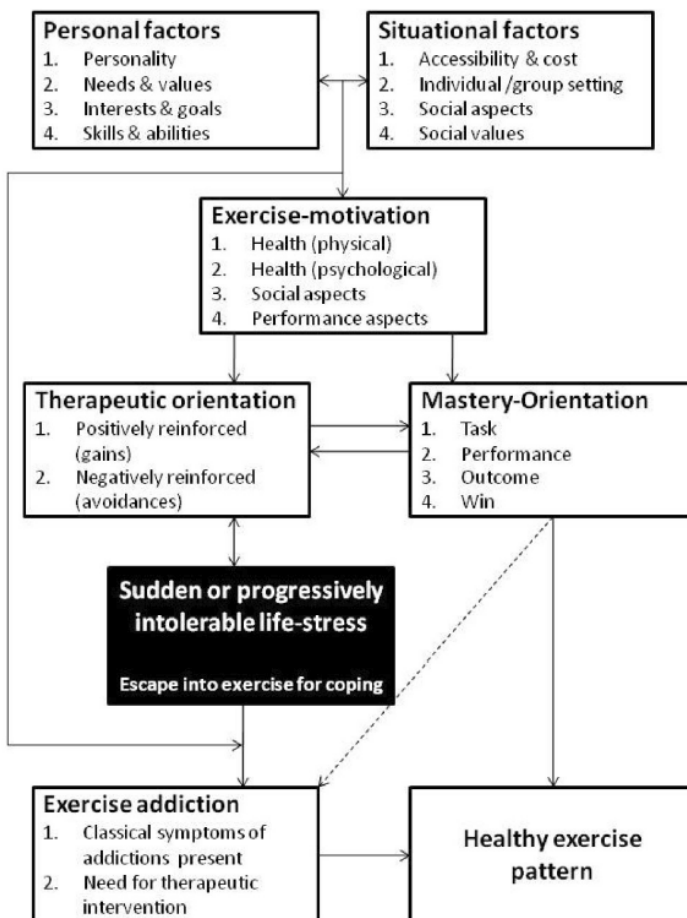 Personal factors
1. Personality
2. Needs & values
3. Interests & goals
4. Skills & abilities
Situational factors
1. Accessibility & cost
2. Individual /group setting
3. Social aspects
4. Social values
Exercise-motivation
1. Health (physical)
2. Health (psychological)
3. Social aspects
4. Performance aspects
Therapeutic orientation
1. Positively reinforced
(gains)
2. Negatively reinforced
(avoidances)
Mastery-Orientation
1. Task
2. Performance
3. Outcome
4. Win
Sudden or progressively
intolerable life-stress
Escape into exercise for coping
Exercise addiction
1. Classical symptoms of
addictions present
2. Need for therapeutic
intervention
Healthy exercise
pattern